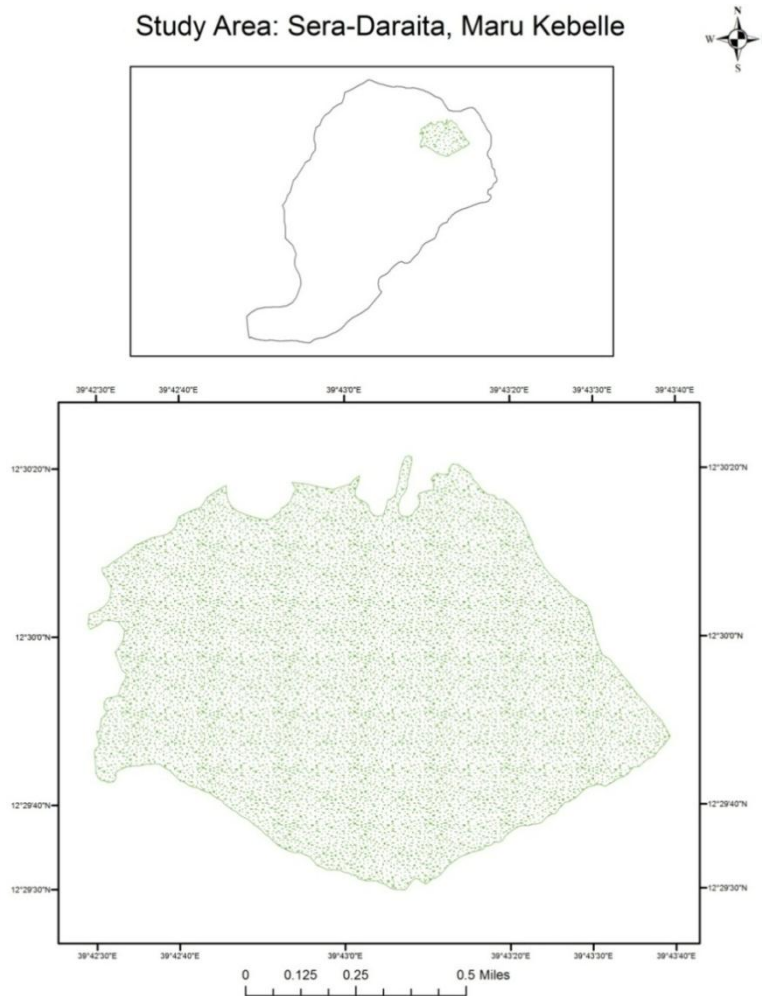 Study Area: Sera-Daraita, Maru Kebelle
N
W
S
39°42'30"E 39°42'40"E 39°43'0"E 39°43'20"E 39°43'30"E 39°43'40"E
12°30'20"N 12°30'20"N
12°30'0"N 12°30'0"N
12°29'40"N 12°29'40"N
12°29'30"N 12°29'30"N
39°42'30"E 39°42'40"E 39°43'0"E 39°43'20"E 39°43'30"E 39°43'40"E
0 0.125 0.25 0.5 Miles